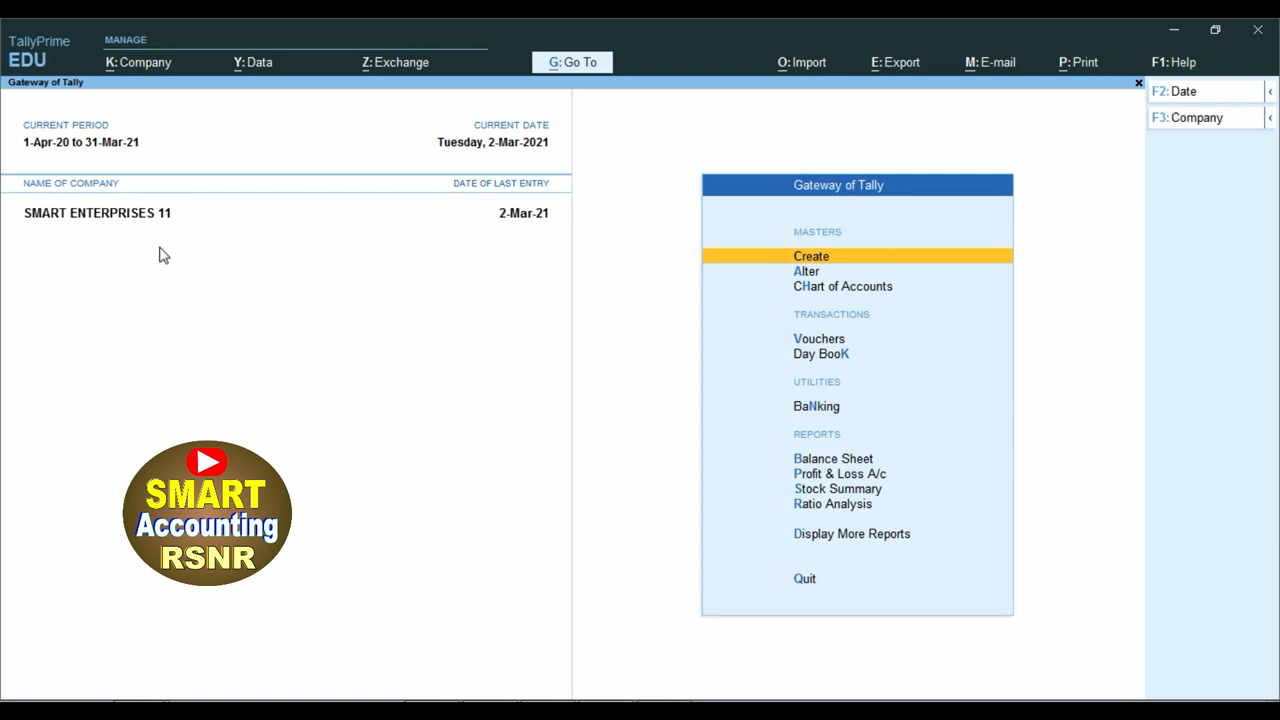 TallyPrime
EDU
MANAGE
K: Company
Y: Data
Z: Exchange
G: Go To
O: Import
E: Export
M: E-mail
P: Print
F1: Help
Gateway of Tally
CURRENT PERIOD
CURRENT DATE
1-Apr-20 to 31-Mar-21
Tuesday, 2-Mar-2021
NAME OF COMPANY
DATE OF LAST ENTRY
SMART ENTERPRISES 11
2-Mar-21
SMART
Accounting
RSNR
Gateway of Tally
MASTERS
Create
Alter
CHart of Accounts
TRANSACTIONS
Vouchers
Day BooK
UTILITIES
BaNking
REPORTS
Balance Sheet
Profit & Loss A/c
Stock Summary
Ratio Analysis
Display More Reports
Quit
F2: Date
F3: Company